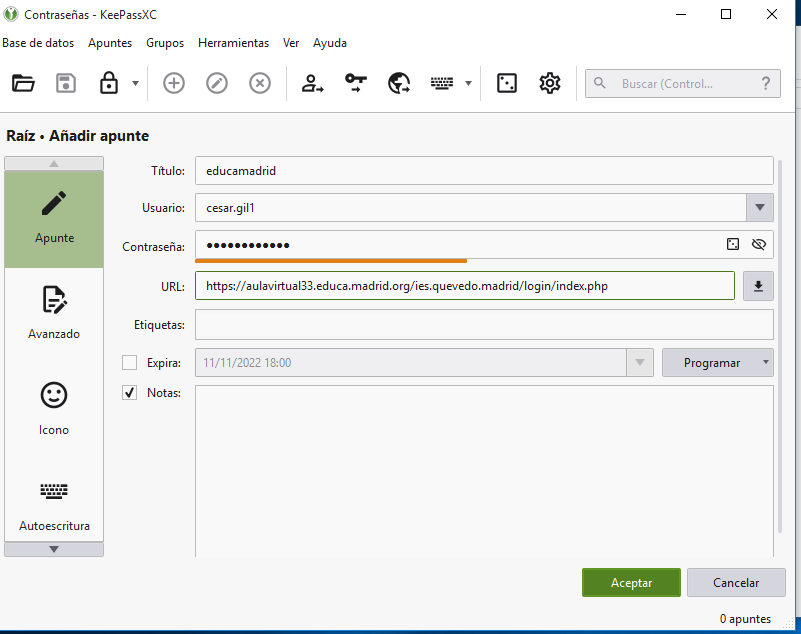 Contraseñas - KeePassXC
Base de datos Apuntes Grupos Herramientas Ver Ayuda
Buscar (Control... ?
Raíz • Añadir apunte
Apunte
Avanzado
Icono
Autoescritura
Título: educamadrid
Usuario: cesar.gil1
Contraseña: ●●●●●●●●●●●●
URL: https://aulavirtual33.educa.madrid.org/ies.quevedo.madrid/login/index.php
Etiquetas:
Expira: 11/11/2022 18:00 Programar
Notas:
Aceptar Cancelar
0 apuntes